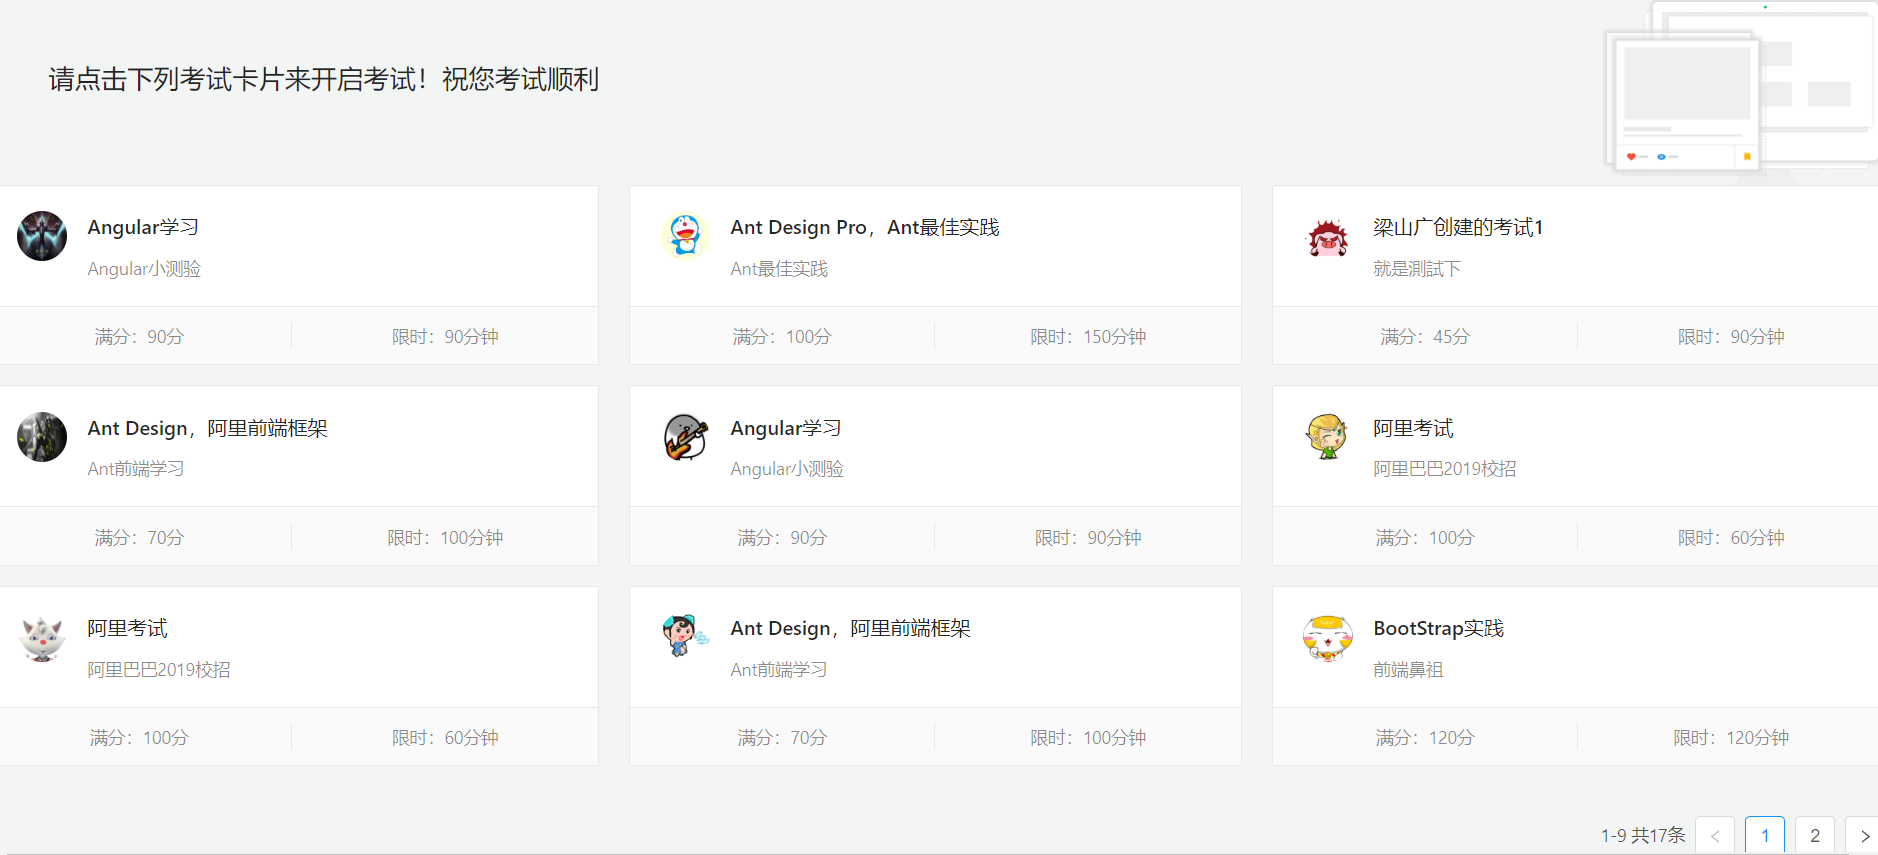 请点击下列考试卡片来开启考试！祝您考试顺利
Angular学习
Angular小测验
满分：90分
限时：90分钟
Ant Design Pro，Ant最佳实践
Ant最佳实践
满分：100分
限时：150分钟
梁山广创建的考试1
就是測試下
满分：45分
限时：90分钟
Ant Design，阿里前端框架
Ant前端学习
满分：70分
限时：100分钟
Angular学习
Angular小测验
满分：90分
限时：90分钟
阿里考试
阿里巴巴2019校招
满分：100分
限时：60分钟
阿里考试
阿里巴巴2019校招
满分：100分
限时：60分钟
Ant Design，阿里前端框架
Ant前端学习
满分：70分
限时：100分钟
BootStrap实践
前端鼻祖
满分：120分
限时：120分钟
1-9 共17条 < 1 2 >